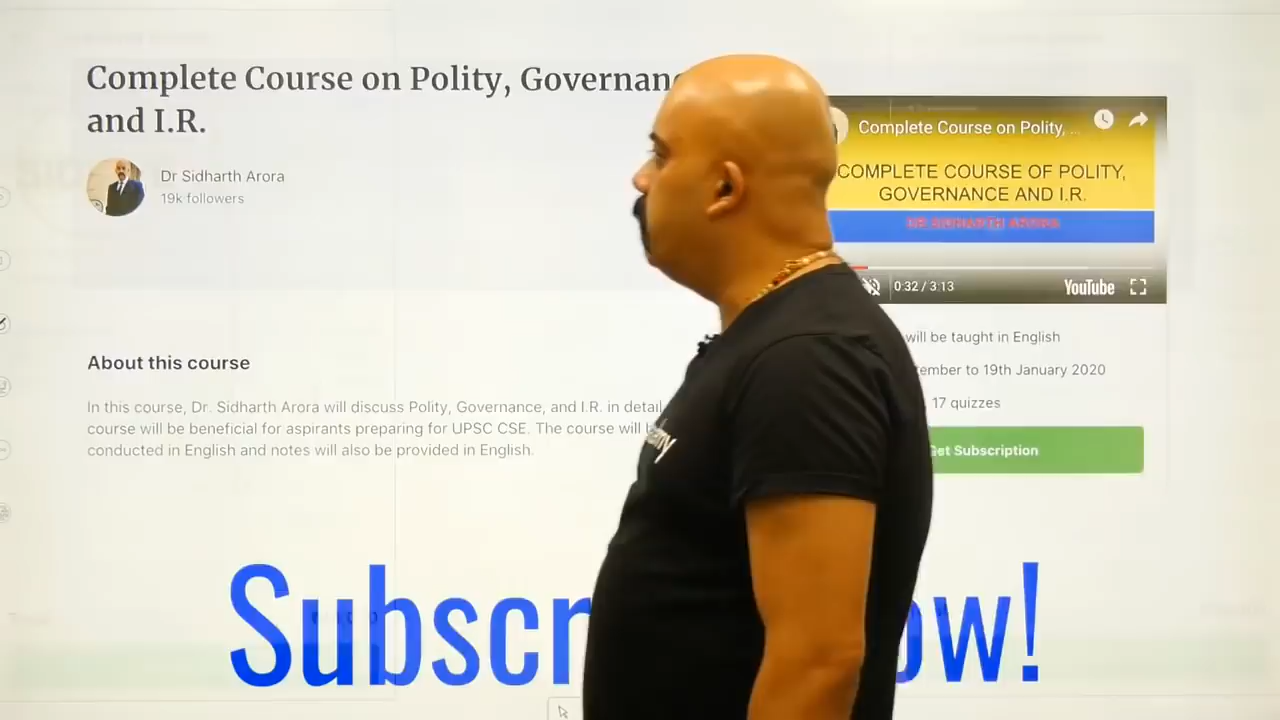 Complete Course on Polity, Governanc
and I.R.
Dr Sidharth Arora
19k followers
Complete Course on Polity, ...
COMPLETE COURSE OF POLITY,
GOVERNANCE AND I.R.
DR SIDHARTH ARORA
0:32 / 3:13
YouTube
will be taught in English
tember to 19th January 2020
17 quizzes
Get Subscription
About this course
In this course, Dr. Sidharth Arora will discuss Polity, Governance, and I.R. in detail
course will be beneficial for aspirants preparing for UPSC CSE. The course will b
conducted in English and notes will also be provided in English.
Subscr ow!